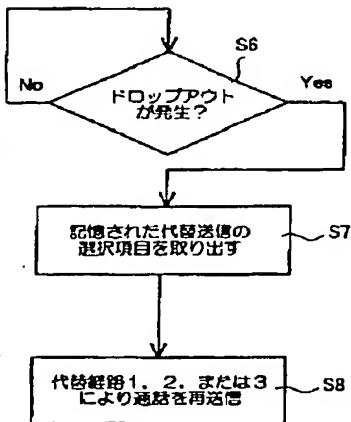 S6
No
Yes
ドロップアウト
が発生？
記憶された代替送信の
選択項目を取り出す
S7
代替経路1，2，または3
により通話を再送信
S8